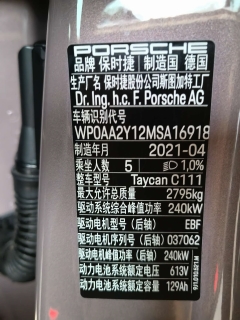 PORSCHE
品牌 保时捷 制造国 德国
生产厂名 保时捷股份公司斯图加特工厂
Dr. Ing. h.c. F. Porsche AG
车辆识别代号
WP0AA2Y12MSA16918
制造年月 2021-04
乘坐人数 5 1,0%
整车型号 Taycan C111
最大允许总质量 2795kg
驱动系统综合峰值功率 240kW
驱动电机型号(后轴) EBF
驱动电机序列号(后轴) 037062
驱动电机峰值功率(后轴) 240kW
动力电池系统额定电压 613V
动力电池系统额定容量 129Ah